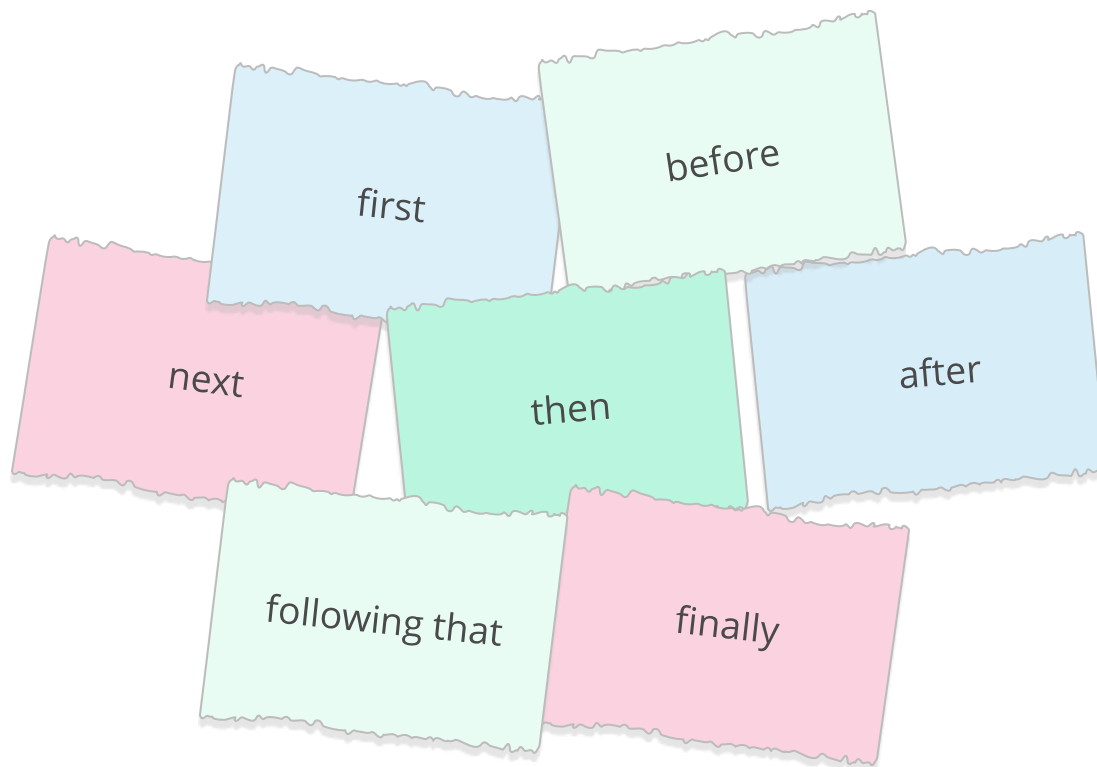 first
before
next
then
after
following that
finally